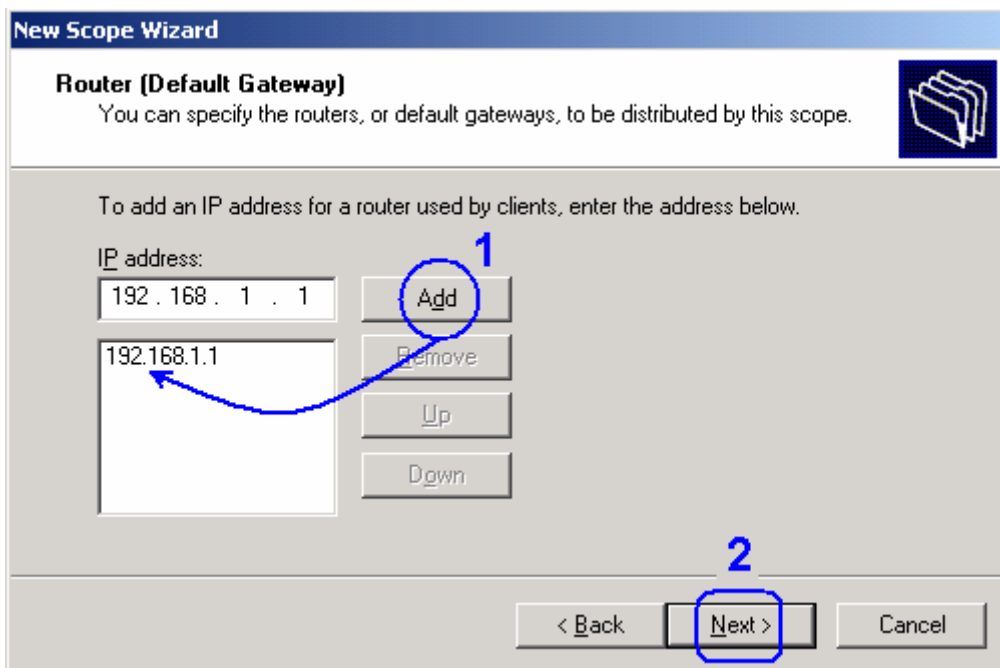 New Scope Wizard
Router (Default Gateway)
You can specify the routers, or default gateways, to be distributed by this scope.
To add an IP address for a router used by clients, enter the address below.
1
IP address:
192 . 168 . 1 . 1
Add
192.168.1.1
Remove
Up
Down
2
< Back
Next >
Cancel